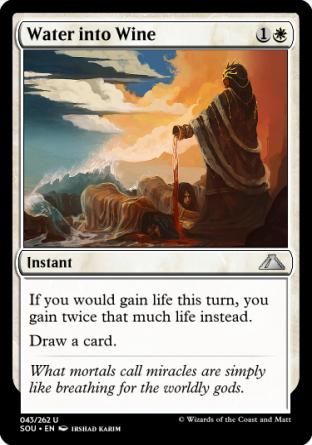 Water into Wine 1
Instant
If you would gain life this turn, you
gain twice that much life instead.
Draw a card.
What mortals call miracles are simply
like breathing for the worldly gods.
043/262 U
SOU • EN IRSHAD KARIM
© Wizards of the Coast and Matt